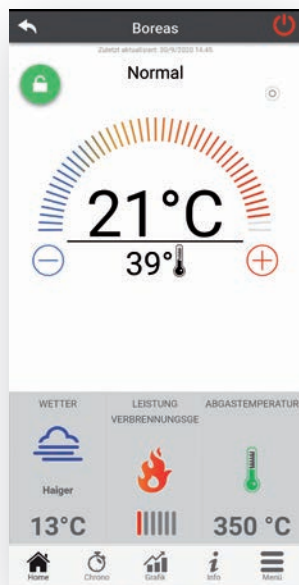 Boreas
Zuletzt aktualisiert: 30/9/2020 14:45
Normal
21°C
39°
WETTER
LEISTUNG
VERBRENNUNGSGE
ABGASTEMPERATUR
Haiger
13°C
350 °C
Home
Chrono
Grafik
Info
Menü